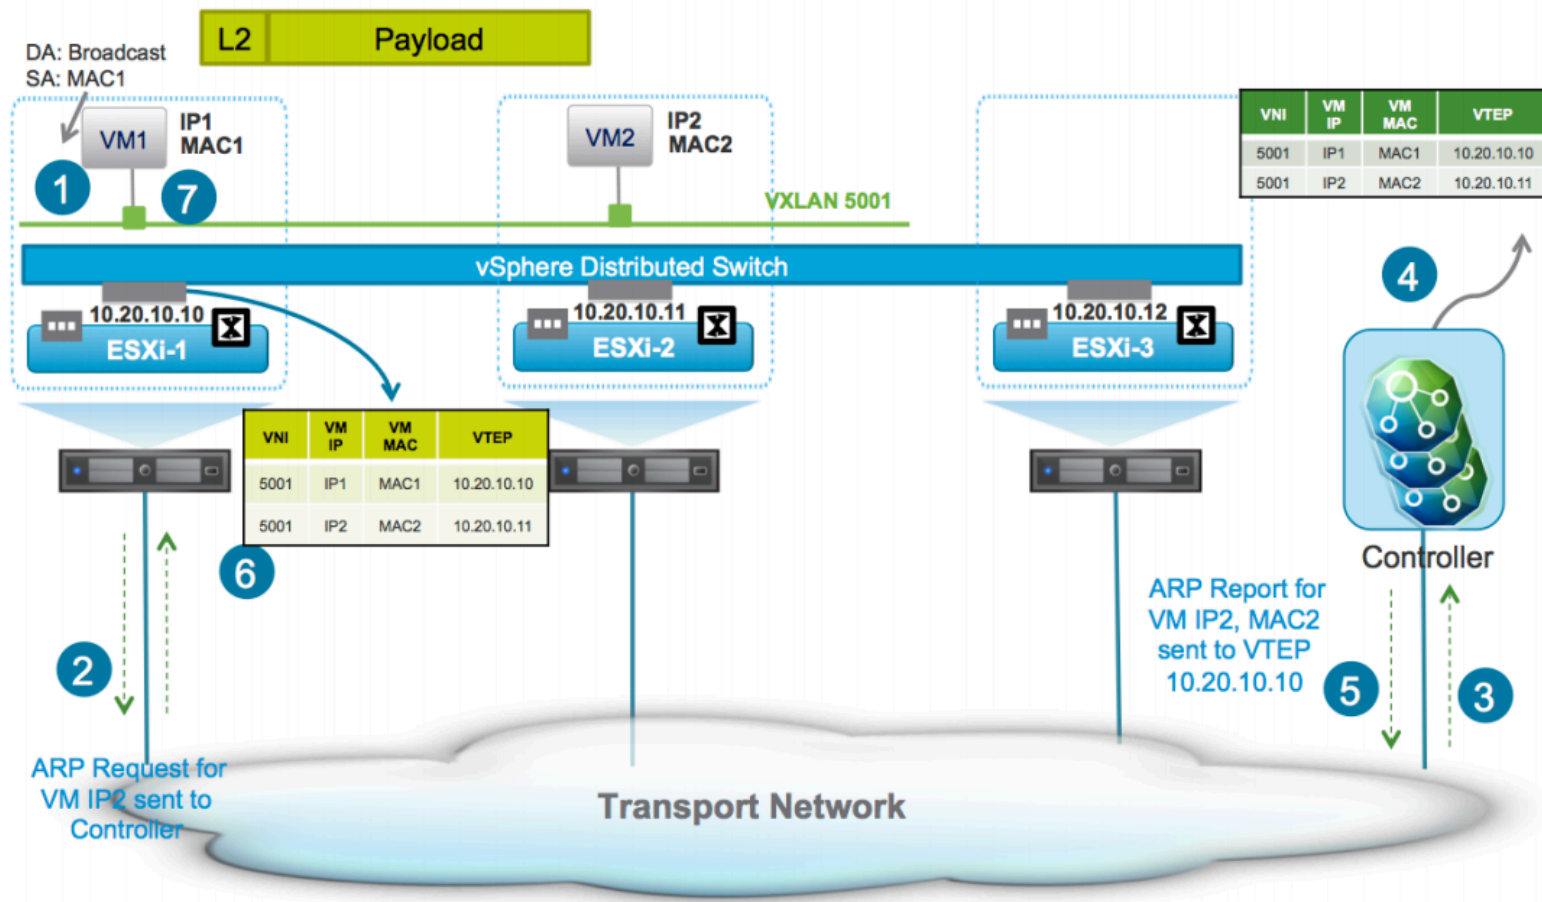 L2 Payload
DA: Broadcast
SA: MAC1
VM1
IP1
MAC1
VM2
IP2
MAC2
1
7
VXLAN 5001
VNI VM IP VM MAC VTEP
5001 IP1 MAC1 10.20.10.10
5001 IP2 MAC2 10.20.10.11
vSphere Distributed Switch
4
10.20.10.10
ESXi-1
10.20.10.11
ESXi-2
10.20.10.12
ESXi-3
VNI VM IP VM MAC VTEP
5001 IP1 MAC1 10.20.10.10
5001 IP2 MAC2 10.20.10.11
6
Controller
2
ARP Report for
VM IP2, MAC2
sent to VTEP
10.20.10.10
5
3
ARP Request for
VM IP2 sent to
Controller
Transport Network